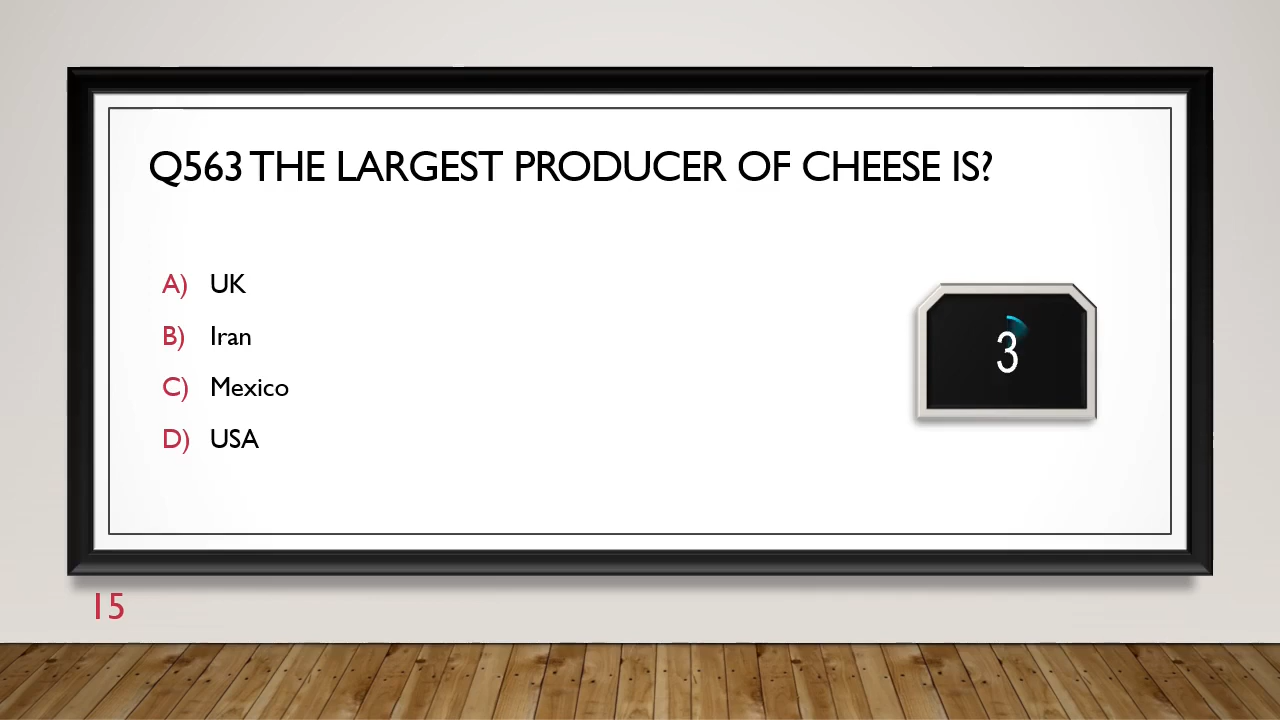 Q563 THE LARGEST PRODUCER OF CHEESE IS?
A) UK
B) Iran
C) Mexico
D) USA
3
15